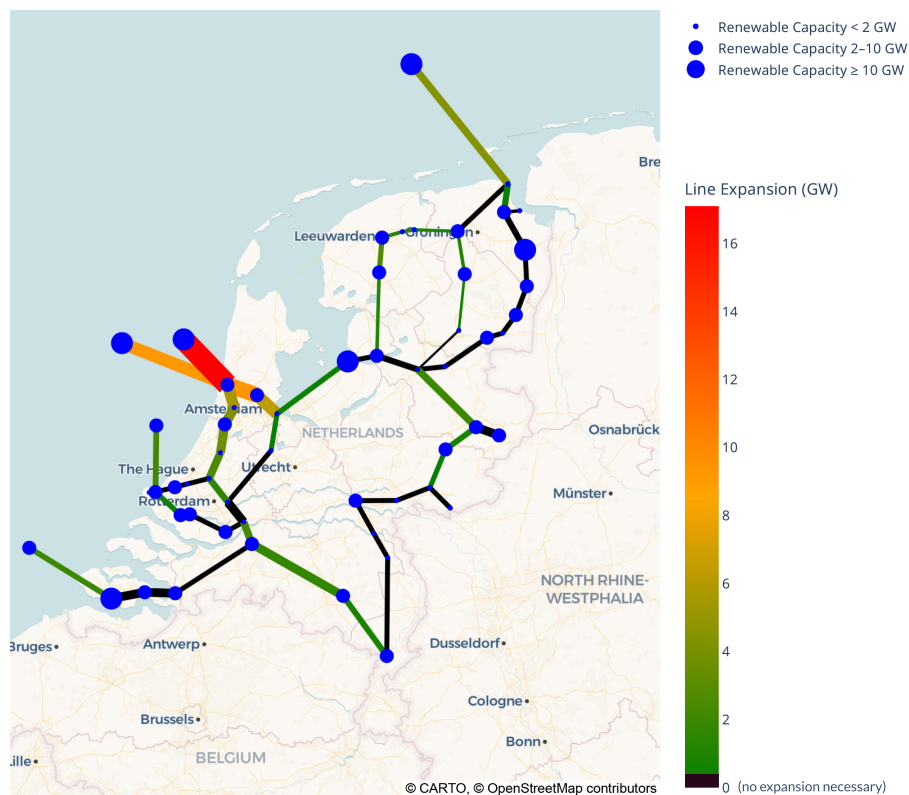 Renewable Capacity < 2 GW
Renewable Capacity 2–10 GW
Renewable Capacity ≥ 10 GW
Bre
Line Expansion (GW)
Leeuwarden
Groningen
16
14
12
Amsterdam
Osnabrück
NETHERLANDS
10
The Hague
Utrecht
Münster
Rotterdam
8
6
NORTH RHINE-
WESTPHALIA
Bruges
Antwerp
Dusseldorf
4
Cologne
Brussels
2
Bonn
BELGIUM
ille
0 (no expansion necessary)
© CARTO, © OpenStreetMap contributors